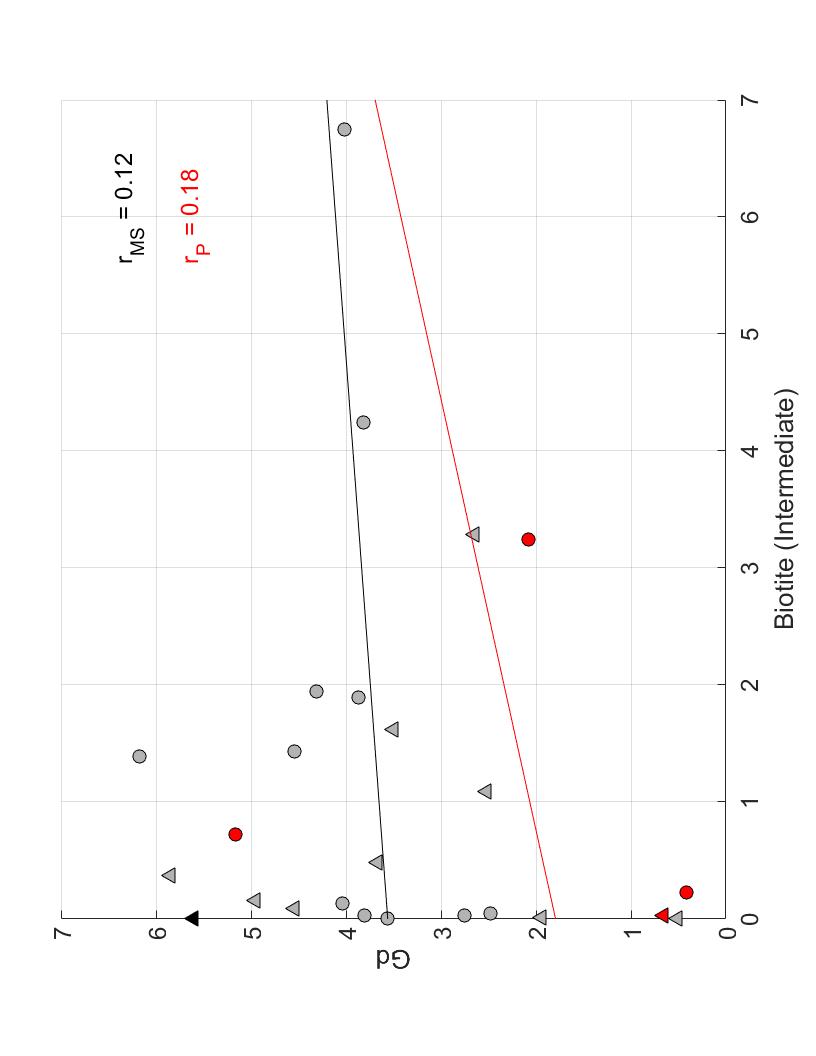 r_MS = 0.12
r_P = 0.18
7
6
5
4
3
2
1
0
Gd
0 1 2 3 4 5 6 7
Biotite (Intermediate)